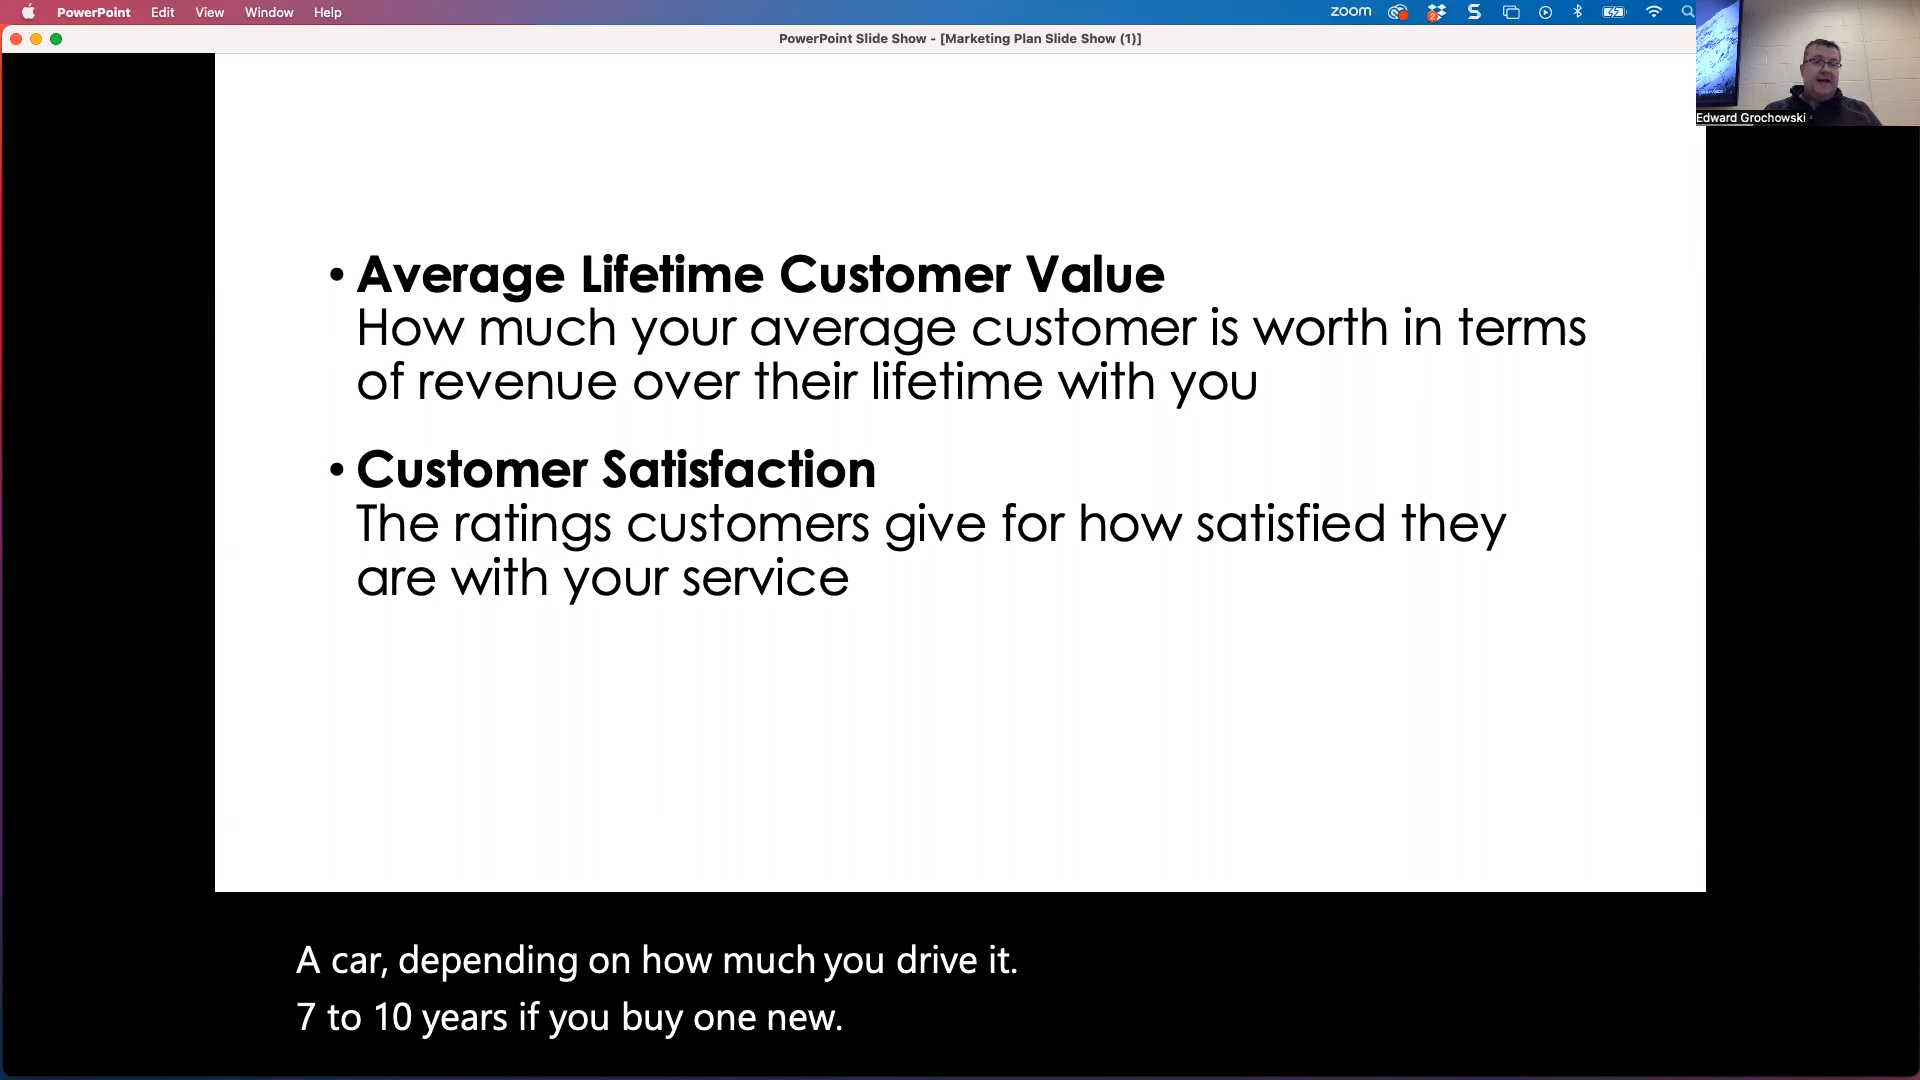 PowerPoint Edit View Window Help
zoom
PowerPoint Slide Show - [Marketing Plan Slide Show (1)]
Edward Grochowski
• Average Lifetime Customer Value
How much your average customer is worth in terms
of revenue over their lifetime with you
• Customer Satisfaction
The ratings customers give for how satisfied they
are with your service
A car, depending on how much you drive it.
7 to 10 years if you buy one new.